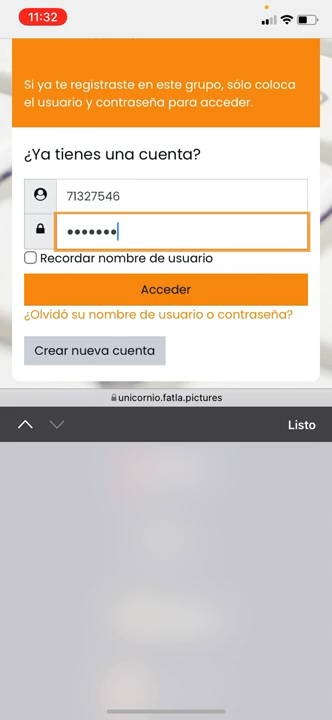 11:32
Si ya te registraste en este grupo, sólo coloca
el usuario y contraseña para acceder.
¿Ya tienes una cuenta?
71327546
•••••••
Recordar nombre de usuario
Acceder
¿Olvidó su nombre de usuario o contraseña?
Crear nueva cuenta
unicornio.fatla.pictures
Listo